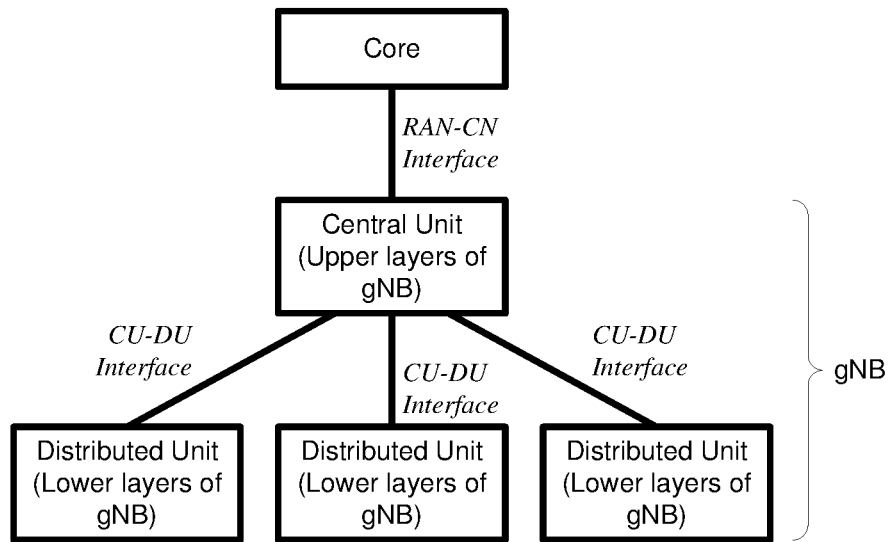 Core
RAN-CN
Interface
Central Unit
(Upper layers of
gNB)
CU-DU
Interface
CU-DU
Interface
CU-DU
Interface
gNB
Distributed Unit
(Lower layers of
gNB)
Distributed Unit
(Lower layers of
gNB)
Distributed Unit
(Lower layers of
gNB)